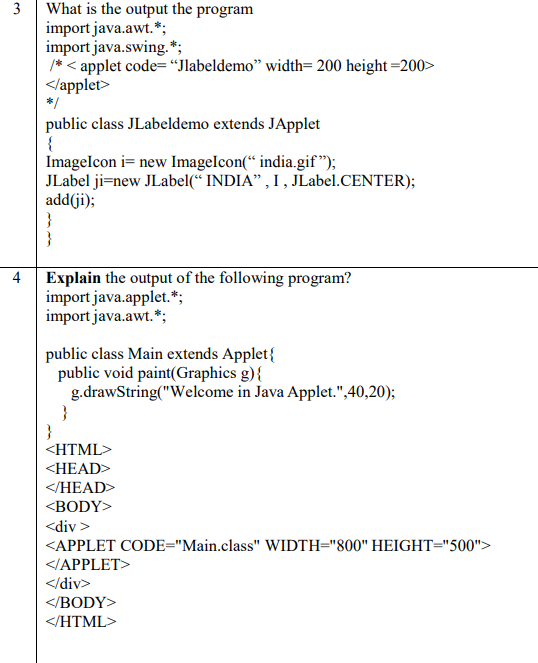 3 What is the output the program
import java.awt.*;
import java.swing.*;
/* < applet code= “Jlabeldemo” width= 200 height =200>
</applet>
*/
public class JLabeldemo extends JApplet
{
ImageIcon i= new ImageIcon(“ india.gif”);
JLabel ji=new JLabel(“ INDIA” , I , JLabel.CENTER);
add(ji);
}
}
4 Explain the output of the following program?
import java.applet.*;
import java.awt.*;
public class Main extends Applet{
public void paint(Graphics g){
g.drawString("Welcome in Java Applet.",40,20);
}
}
<HTML>
<HEAD>
</HEAD>
<BODY>
<div >
<APPLET CODE="Main.class" WIDTH="800" HEIGHT="500">
</APPLET>
</div>
</BODY>
</HTML>